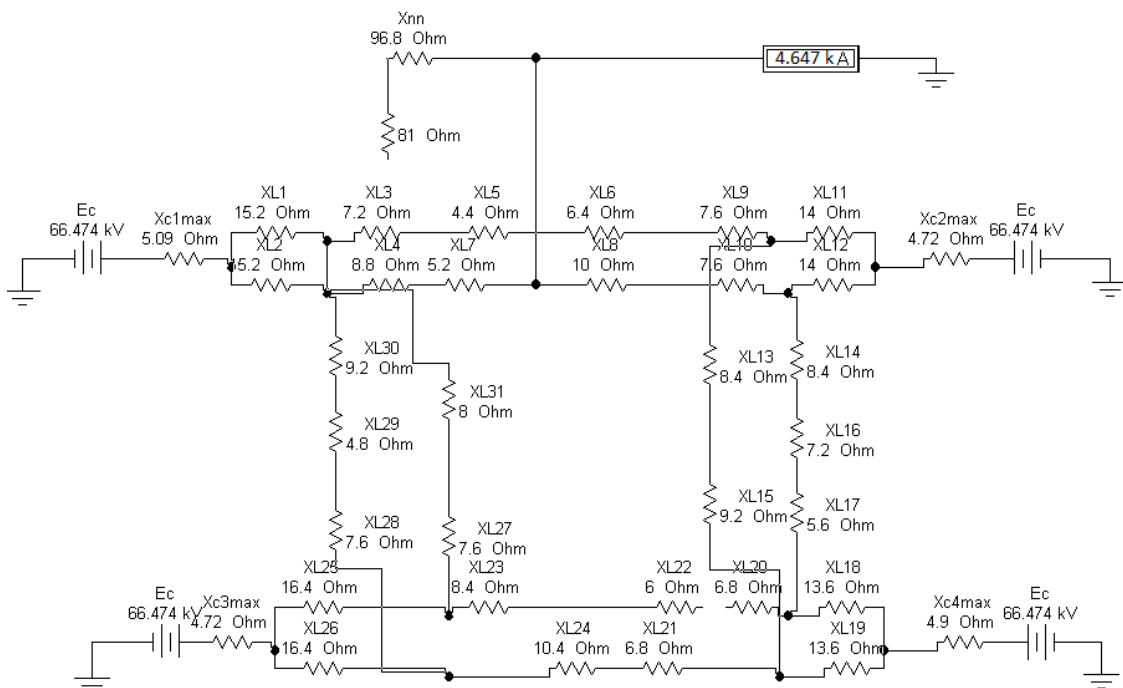 Xnn
96.8 Ohm
4.647 kA
81 Ohm
XL1
15.2 Ohm
XL3
7.2 Ohm
XL5
4.4 Ohm
XL6
6.4 Ohm
XL9
7.6 Ohm
XL11
14 Ohm
Ec
66.474 kV
Xc1max
5.09 Ohm
Xc2max
4.72 Ohm
Ec
66.474 kV
XL2
5.2 Ohm
XL4
8.8 Ohm
XL7
5.2 Ohm
XL8
10 Ohm
XL10
7.6 Ohm
XL12
14 Ohm
XL30
9.2 Ohm
XL31
8 Ohm
XL13
8.4 Ohm
XL14
8.4 Ohm
XL29
4.8 Ohm
XL16
7.2 Ohm
XL28
7.6 Ohm
XL27
7.6 Ohm
XL15
9.2 Ohm
XL17
5.6 Ohm
XL25
16.4 Ohm
XL23
8.4 Ohm
XL22
6 Ohm
XL20
6.8 Ohm
XL18
13.6 Ohm
Ec
66.474 kV
Xc3max
4.72 Ohm
Xc4max
4.9 Ohm
Ec
66.474 kV
XL26
16.4 Ohm
XL24
10.4 Ohm
XL21
6.8 Ohm
XL19
13.6 Ohm